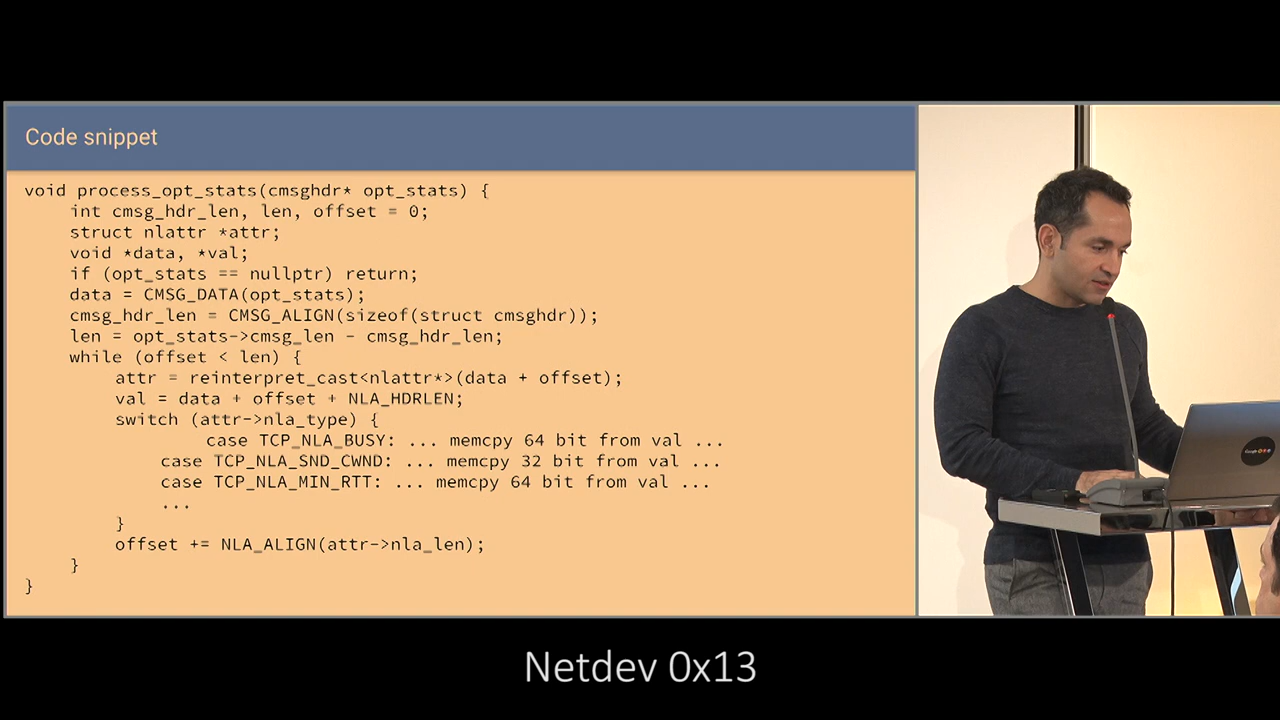 Code snippet
void process_opt_stats(cmsghdr* opt_stats) {
    int cmsg_hdr_len, len, offset = 0;
    struct nlattr *attr;
    void *data, *val;
    if (opt_stats == nullptr) return;
    data = CMSG_DATA(opt_stats);
    cmsg_hdr_len = CMSG_ALIGN(sizeof(struct cmsghdr));
    len = opt_stats->cmsg_len - cmsg_hdr_len;
    while (offset < len) {
        attr = reinterpret_cast<nlattr*>(data + offset);
        val = data + offset + NLA_HDRLEN;
        switch (attr->nla_type) {
                case TCP_NLA_BUSY: ... memcpy 64 bit from val ...
            case TCP_NLA_SND_CWND: ... memcpy 32 bit from val ...
            case TCP_NLA_MIN_RTT: ... memcpy 64 bit from val ...
            ...
        }
        offset += NLA_ALIGN(attr->nla_len);
    }
}
Google
Netdev 0x13